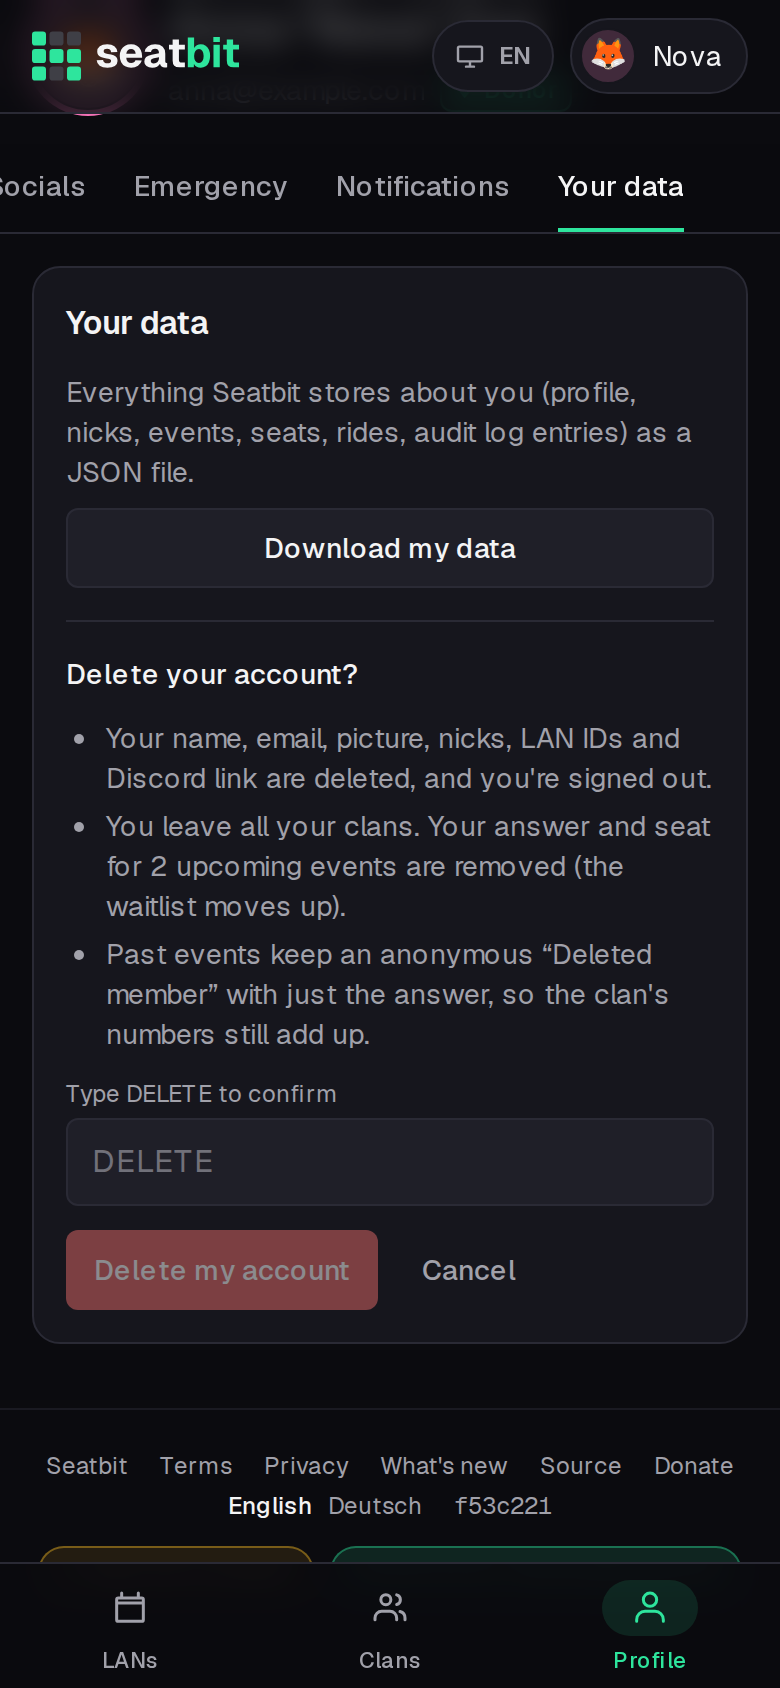 seatbit
EN
Nova
anna@example.com
Socials
Emergency
Notifications
Your data
Your data
Everything Seatbit stores about you (profile,
nicks, events, seats, rides, audit log entries) as a
JSON file.
Download my data
Delete your account?
Your name, email, picture, nicks, LAN IDs and
Discord link are deleted, and you're signed out.
You leave all your clans. Your answer and seat
for 2 upcoming events are removed (the
waitlist moves up).
Past events keep an anonymous “Deleted
member” with just the answer, so the clan's
numbers still add up.
Type DELETE to confirm
DELETE
Delete my account
Cancel
Seatbit Terms Privacy What's new Source Donate
English Deutsch f53c221
LANs
Clans
Profile